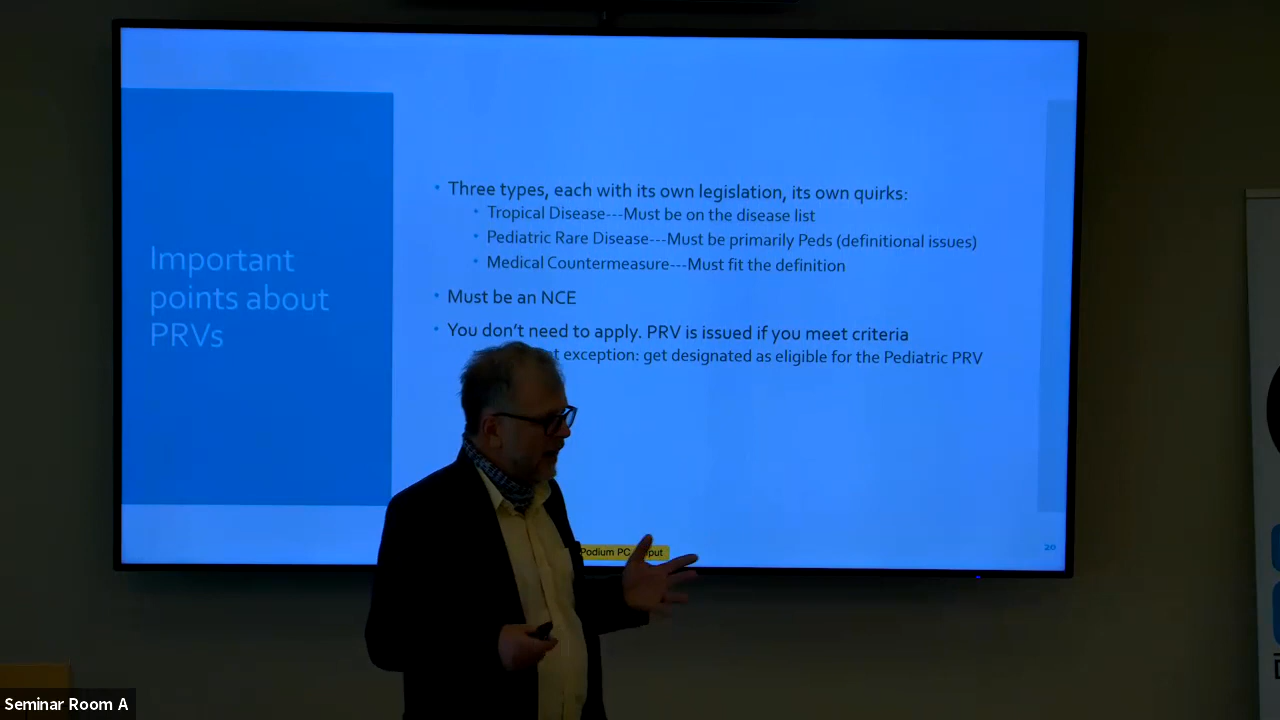 Important
points about
PRVs
Three types, each with its own legislation, its own quirks:
Tropical Disease---Must be on the disease list
Pediatric Rare Disease---Must be primarily Peds (definitional issues)
Medical Countermeasure---Must fit the definition
Must be an NCE
You don't need to apply. PRV is issued if you meet criteria
exception: get designated as eligible for the Pediatric PRV
Podium PC
20
Seminar Room A